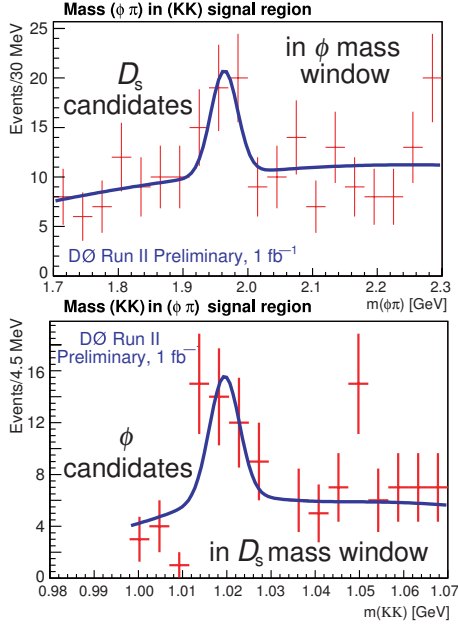 Mass (ϕ π) in (KK) signal region
Events/30 MeV
25
20
15
10
5
0
Ds candidates
in ϕ mass window
DØ Run II Preliminary, 1 fb⁻¹
1.7 1.8 1.9 2.0 2.1 2.2 2.3
m(ϕπ) [GeV]
Mass (KK) in (ϕ π) signal region
Events/4.5 MeV
16
12
8
4
0
DØ Run II
Preliminary, 1 fb⁻¹
ϕ
candidates
in Ds mass window
0.98 0.99 1.00 1.01 1.02 1.03 1.04 1.05 1.06 1.07
m(KK) [GeV]